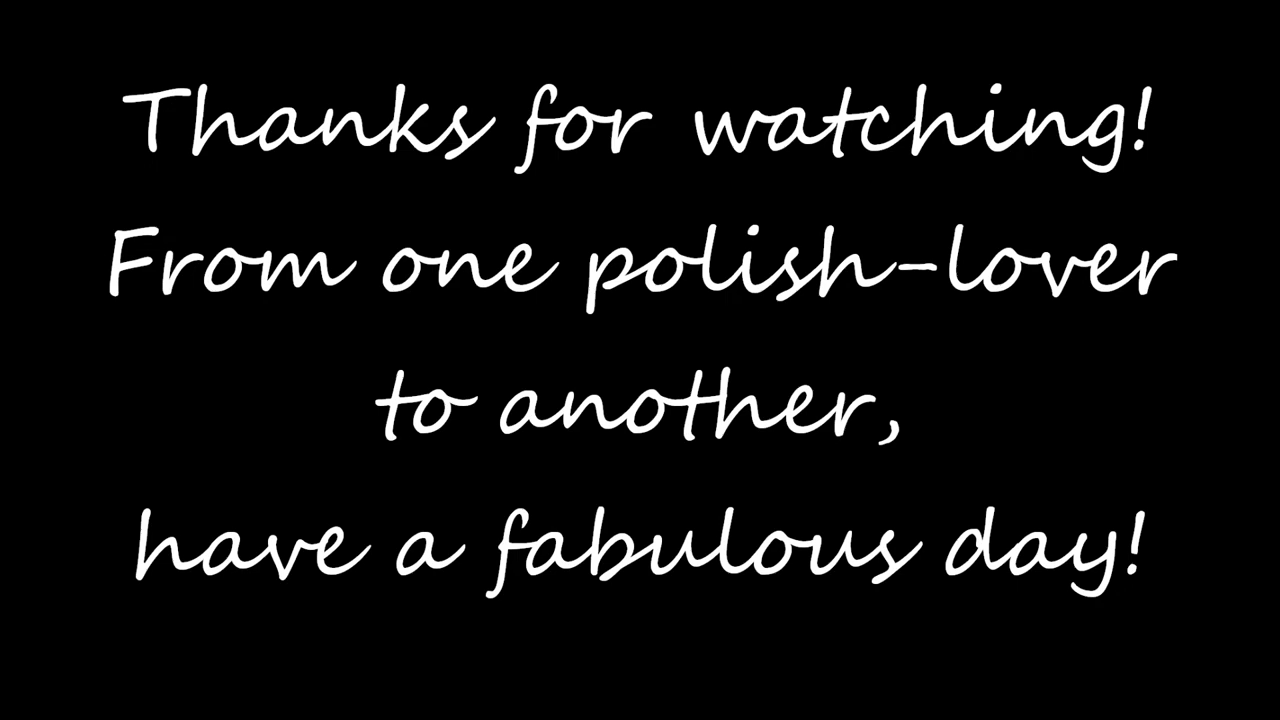 Thanks for watching!
From one polish-lover
to another,
have a fabulous day!